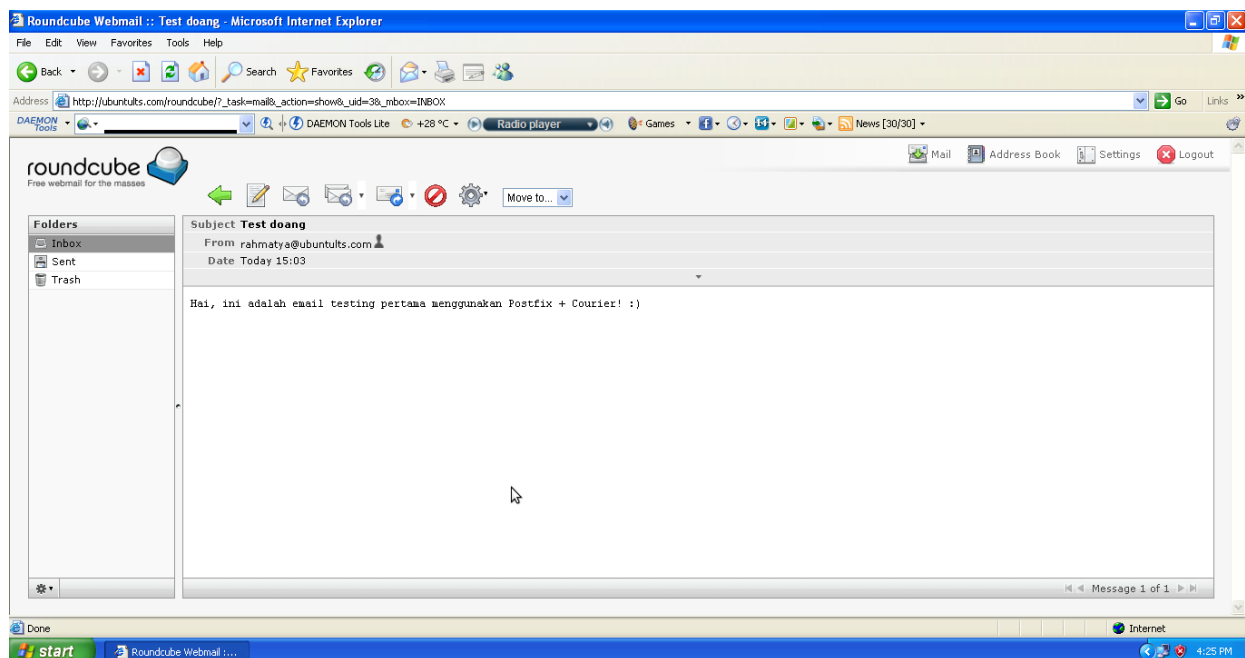 Roundcube Webmail :: Test doang - Microsoft Internet Explorer
File Edit View Favorites Tools Help
Back Search Favorites
Address http://ubuntults.com/roundcube/?_task=mail&_action=show&_uid=3&_mbox=INBOX Go Links »
DAEMON Tools DAEMON Tools Lite +28 °C Radio player Games News [30/30]
roundcube
Free webmail for the masses
Mail Address Book Settings Logout
Move to...
Folders
Inbox
Sent
Trash
Subject Test doang
From rahmatya@ubuntults.com
Date Today 15:03
Hai, ini adalah email testing pertama menggunakan Postfix + Courier! :)
Message 1 of 1
Done Internet
start Roundcube Webmail :... 4:25 PM